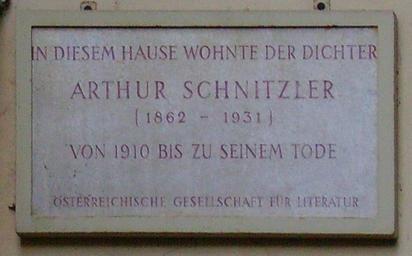 IN DIESEM HAUSE WOHNTE DER DICHTER
ARTHUR SCHNITZLER
(1862 – 1931)
VON 1910 BIS ZU SEINEM TODE
ÖSTERREICHISCHE GESELLSCHAFT FÜR LITERATUR